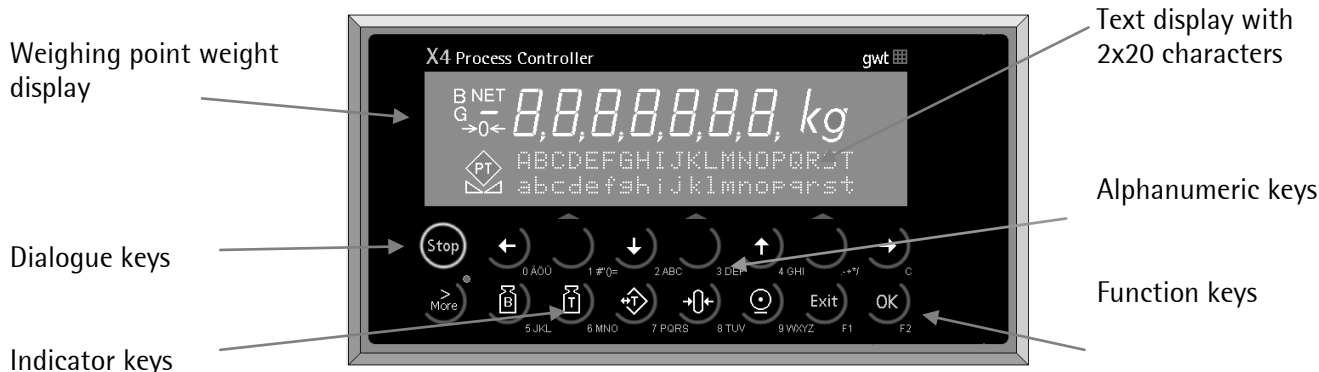 Weighing point weight
display
Text display with
2x20 characters
X4 Process Controller
gwt
B NET
G
→0←
8,8,8,8,8,8,8, kg
PT
ABCDEFGHIJKLMNOPQRST
abcdefghijklmnopqrst
Alphanumeric keys
Dialogue keys
Stop
←
↓
↑
→
0 ÄÖÜ
1 #"()=
2 ABC
3 DEF
4 GHI
.-+*/
C
Function keys
>
More
B
T
↔T
→0←
Exit
OK
5 JKL
6 MNO
7 PQRS
8 TUV
9 WXYZ
F1
F2
Indicator keys